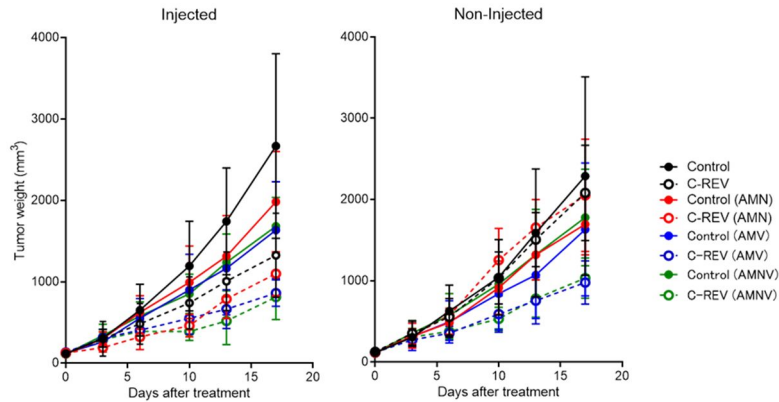 Injected
Non-Injected
4000
3000
2000
1000
0
0
5
10
15
20
Tumor weight (mm³)
Days after treatment
4000
3000
2000
1000
0
0
5
10
15
20
Days after treatment
Control
C-REV
Control (AMN)
C-REV (AMN)
Control (AMV)
C-REV (AMV)
Control (AMNV)
C-REV (AMNV)